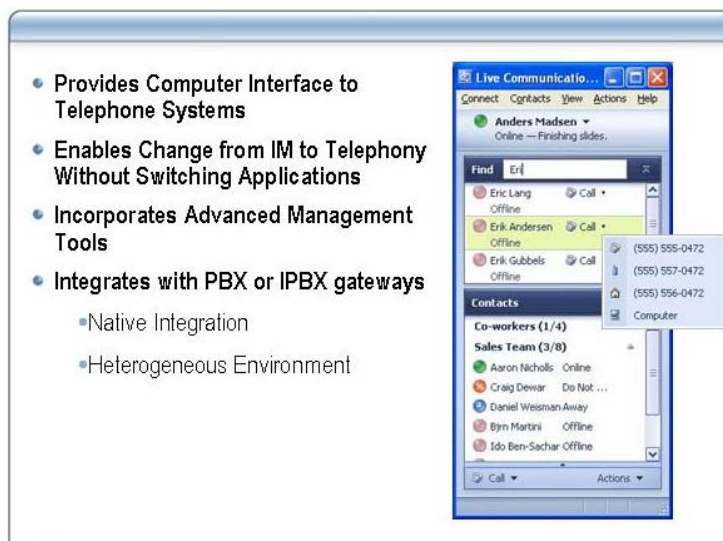 Provides Computer Interface to
Telephone Systems
Enables Change from IM to Telephony
Without Switching Applications
Incorporates Advanced Management
Tools
Integrates with PBX or IPBX gateways
Native Integration
Heterogeneous Environment
Live Communicatio...
Connect Contacts View Actions Help
Anders Madsen
Online — Finishing slides.
Find Eri
Eric Lang Call
Offline
Erik Andersen Call
Offline
Erik Gubbels Call
Offline
(555) 555-0472
(555) 557-0472
(555) 556-0472
Computer
Contacts
Co-workers (1/4)
Sales Team (3/8)
Aaron Nicholls Online
Craig Dewar Do Not ...
Daniel Weisman Away
Bjrn Martini Offline
Ido Ben-Sachar Offline
Call Actions